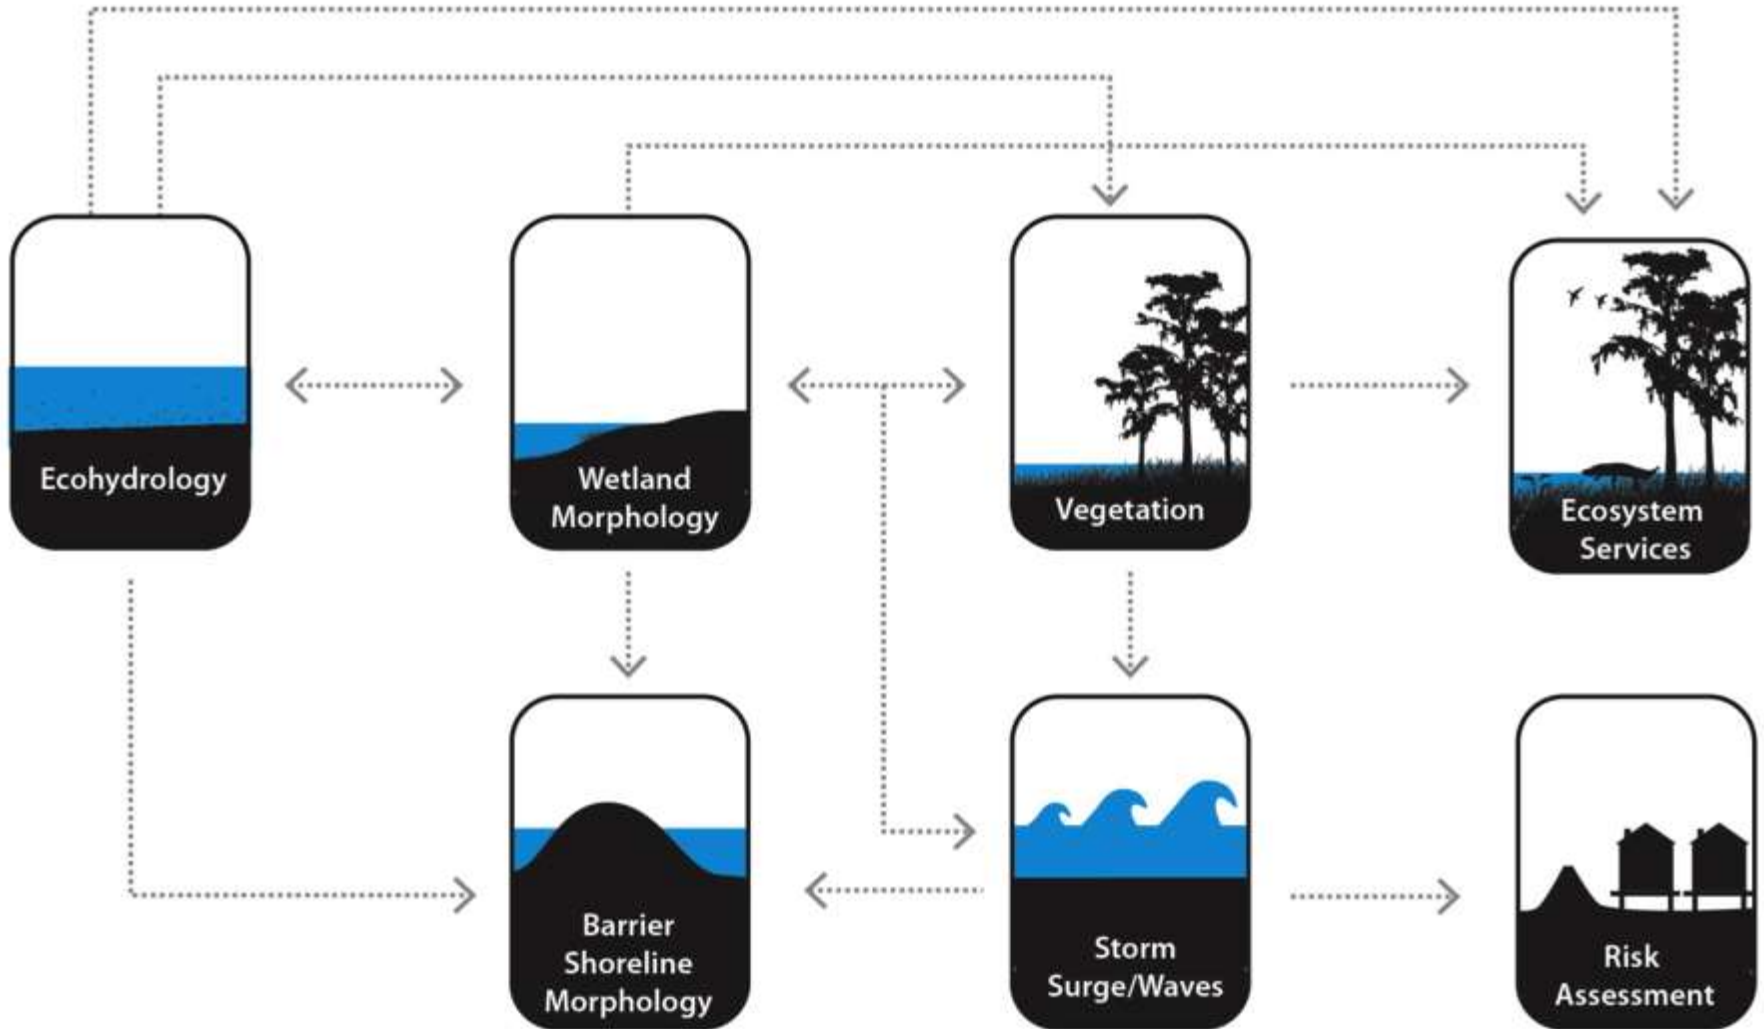 Ecohydrology
Wetland
Morphology
Vegetation
Ecosystem
Services
Barrier
Shoreline
Morphology
Storm
Surge/Waves
Risk
Assessment